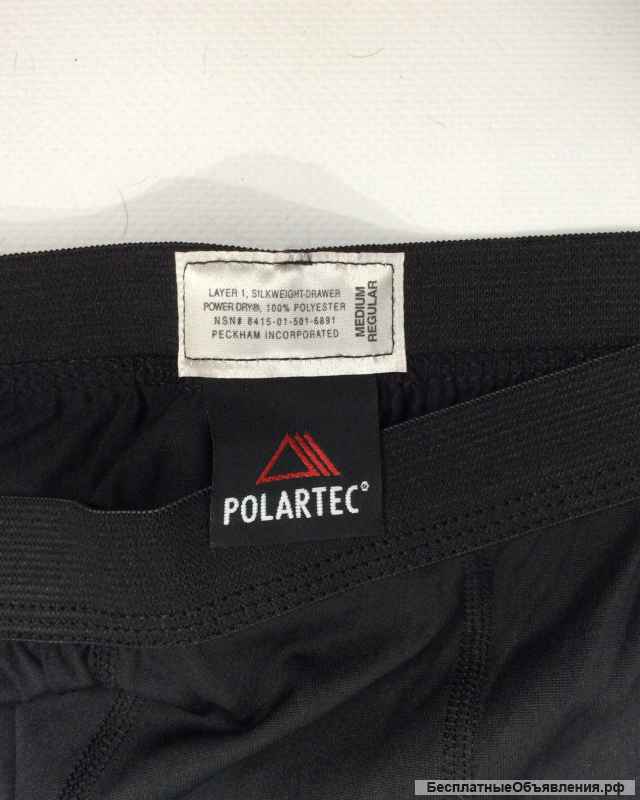 LAYER 1, SILKWEIGHT-DRAWER
POWER DRY®, 100% POLYESTER
NSN# 8415-01-501-6891
PECKHAM INCORPORATED
MEDIUM
REGULAR
POLARTEC®
БесплатныеОбъявления.рф